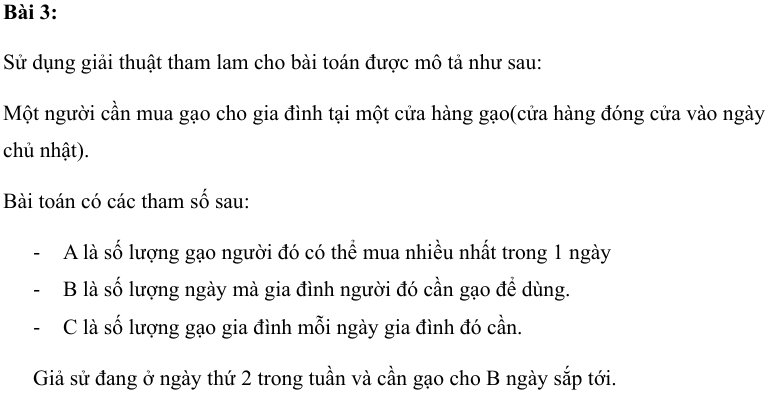 Bài 3:
Sử dụng giải thuật tham lam cho bài toán được mô tả như sau:
Một người cần mua gạo cho gia đình tại một cửa hàng gạo(cửa hàng đóng cửa vào ngày
chủ nhật).
Bài toán có các tham số sau:
- A là số lượng gạo người đó có thể mua nhiều nhất trong 1 ngày
- B là số lượng ngày mà gia đình người đó cần gạo để dùng.
- C là số lượng gạo gia đình mỗi ngày gia đình đó cần.
Giả sử đang ở ngày thứ 2 trong tuần và cần gạo cho B ngày sắp tới.